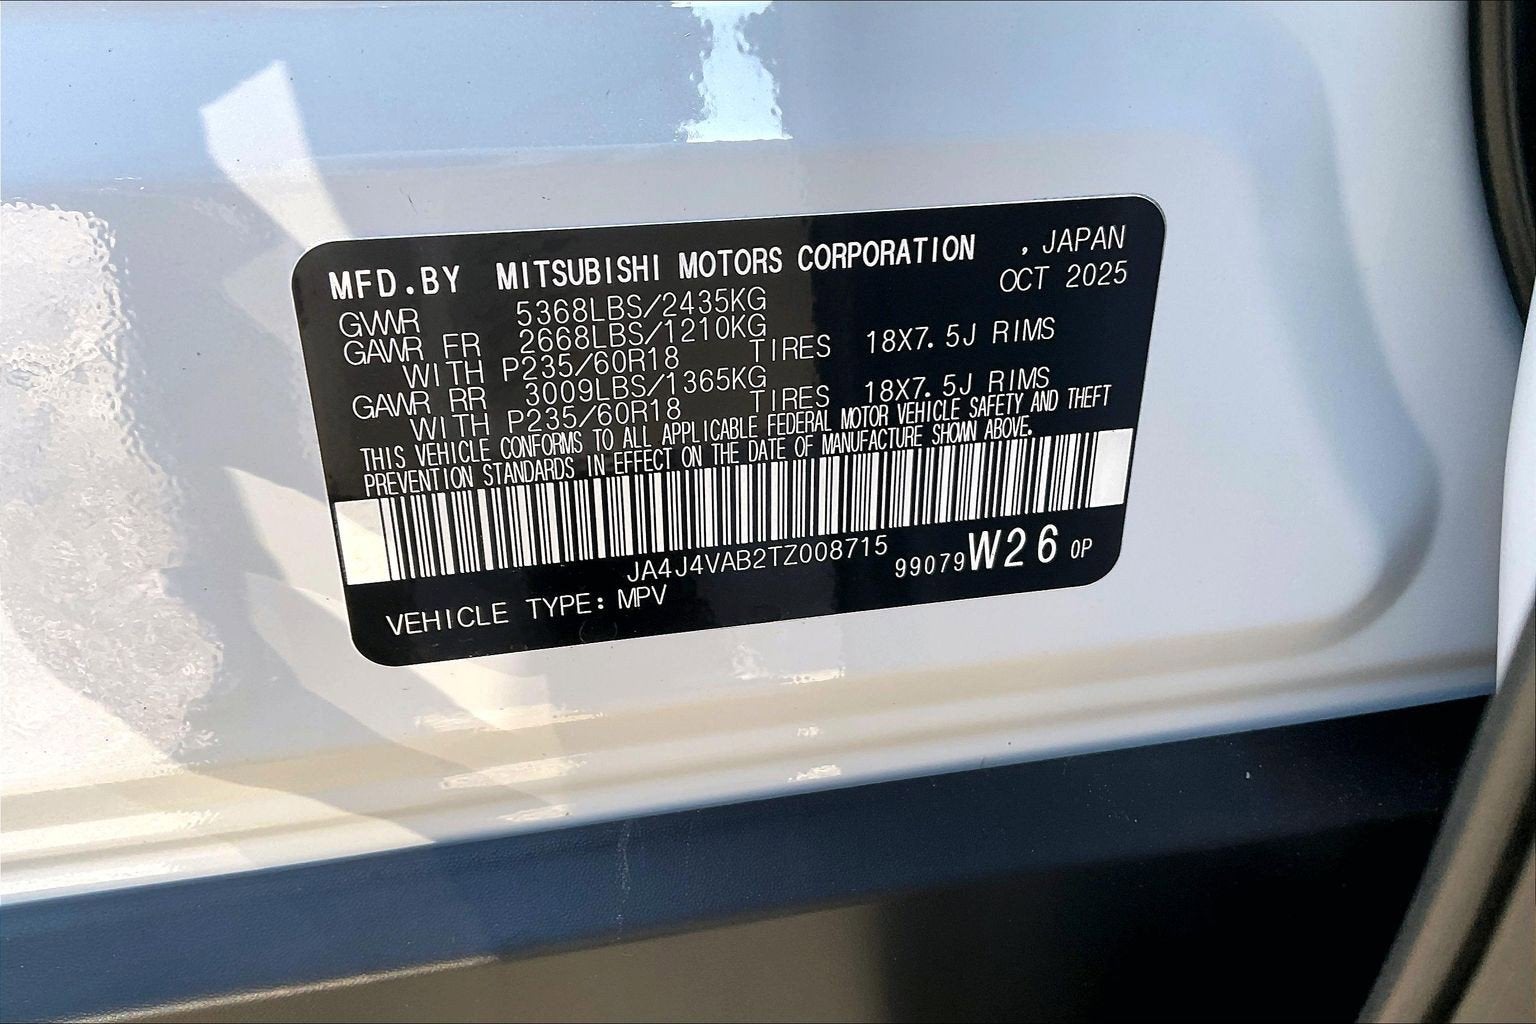 MFD.BY MITSUBISHI MOTORS CORPORATION , JAPAN
OCT 2025
GVWR 5368LBS/2435KG
GAWR FR 2668LBS/1210KG
WITH P235/60R18 TIRES 18X7.5J RIMS
GAWR RR 3009LBS/1365KG
WITH P235/60R18 TIRES 18X7.5J RIMS
THIS VEHICLE CONFORMS TO ALL APPLICABLE FEDERAL MOTOR VEHICLE SAFETY AND THEFT
PREVENTION STANDARDS IN EFFECT ON THE DATE OF MANUFACTURE SHOWN ABOVE.
JA4J4VAB2TZ008715
99079 W26 0P
VEHICLE TYPE: MPV